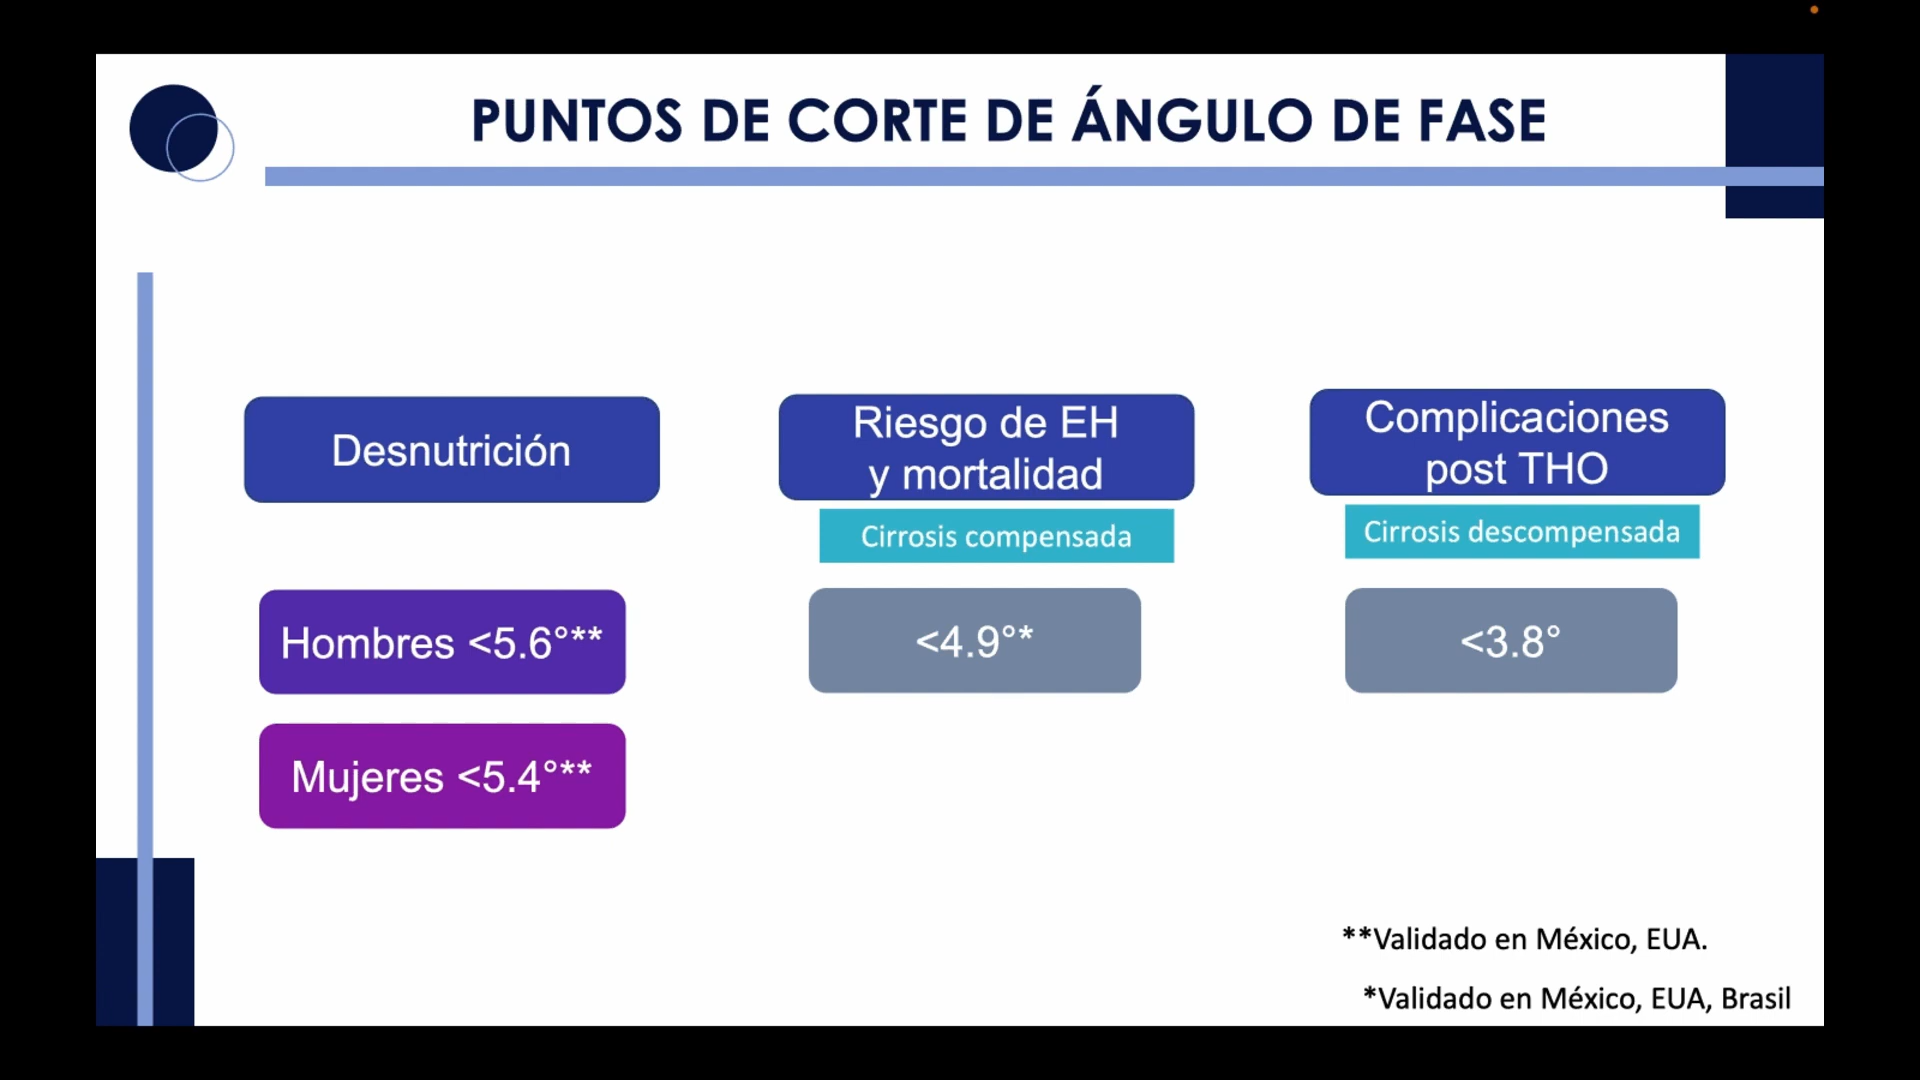 PUNTOS DE CORTE DE ÁNGULO DE FASE
Desnutrición
Hombres <5.6°**
Mujeres <5.4°**
Riesgo de EH
y mortalidad
Cirrosis compensada
<4.9°*
Complicaciones
post THO
Cirrosis descompensada
<3.8°
**Validado en México, EUA.
*Validado en México, EUA, Brasil